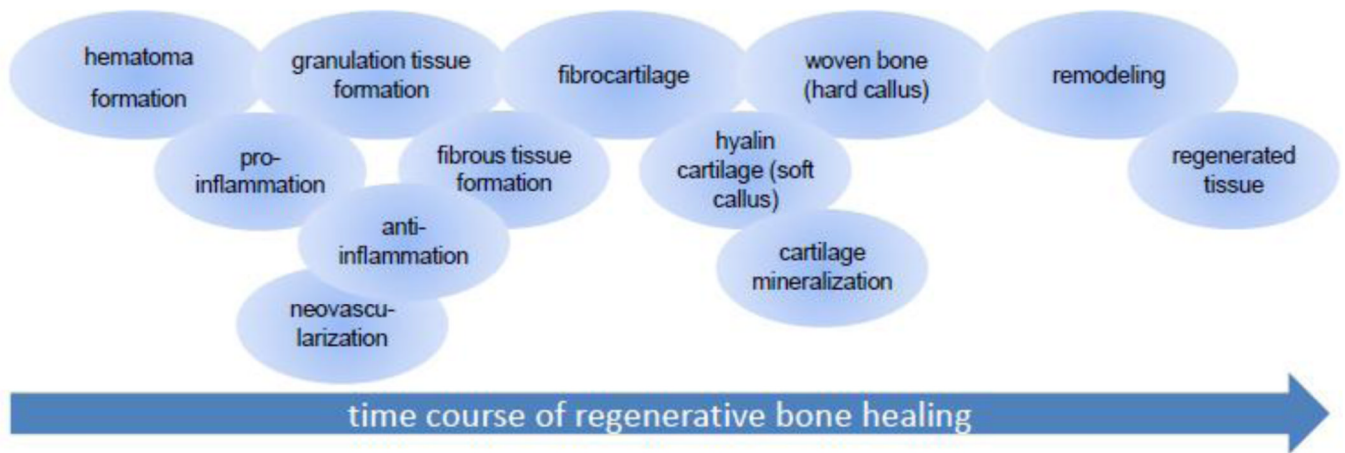 hematoma
formation
granulation tissue
formation
fibrocartilage
woven bone
(hard callus)
remodeling
pro-
inflammation
fibrous tissue
formation
hyalin
cartilage (soft
callus)
regenerated
tissue
anti-
inflammation
cartilage
mineralization
neovascu-
larization
time course of regenerative bone healing